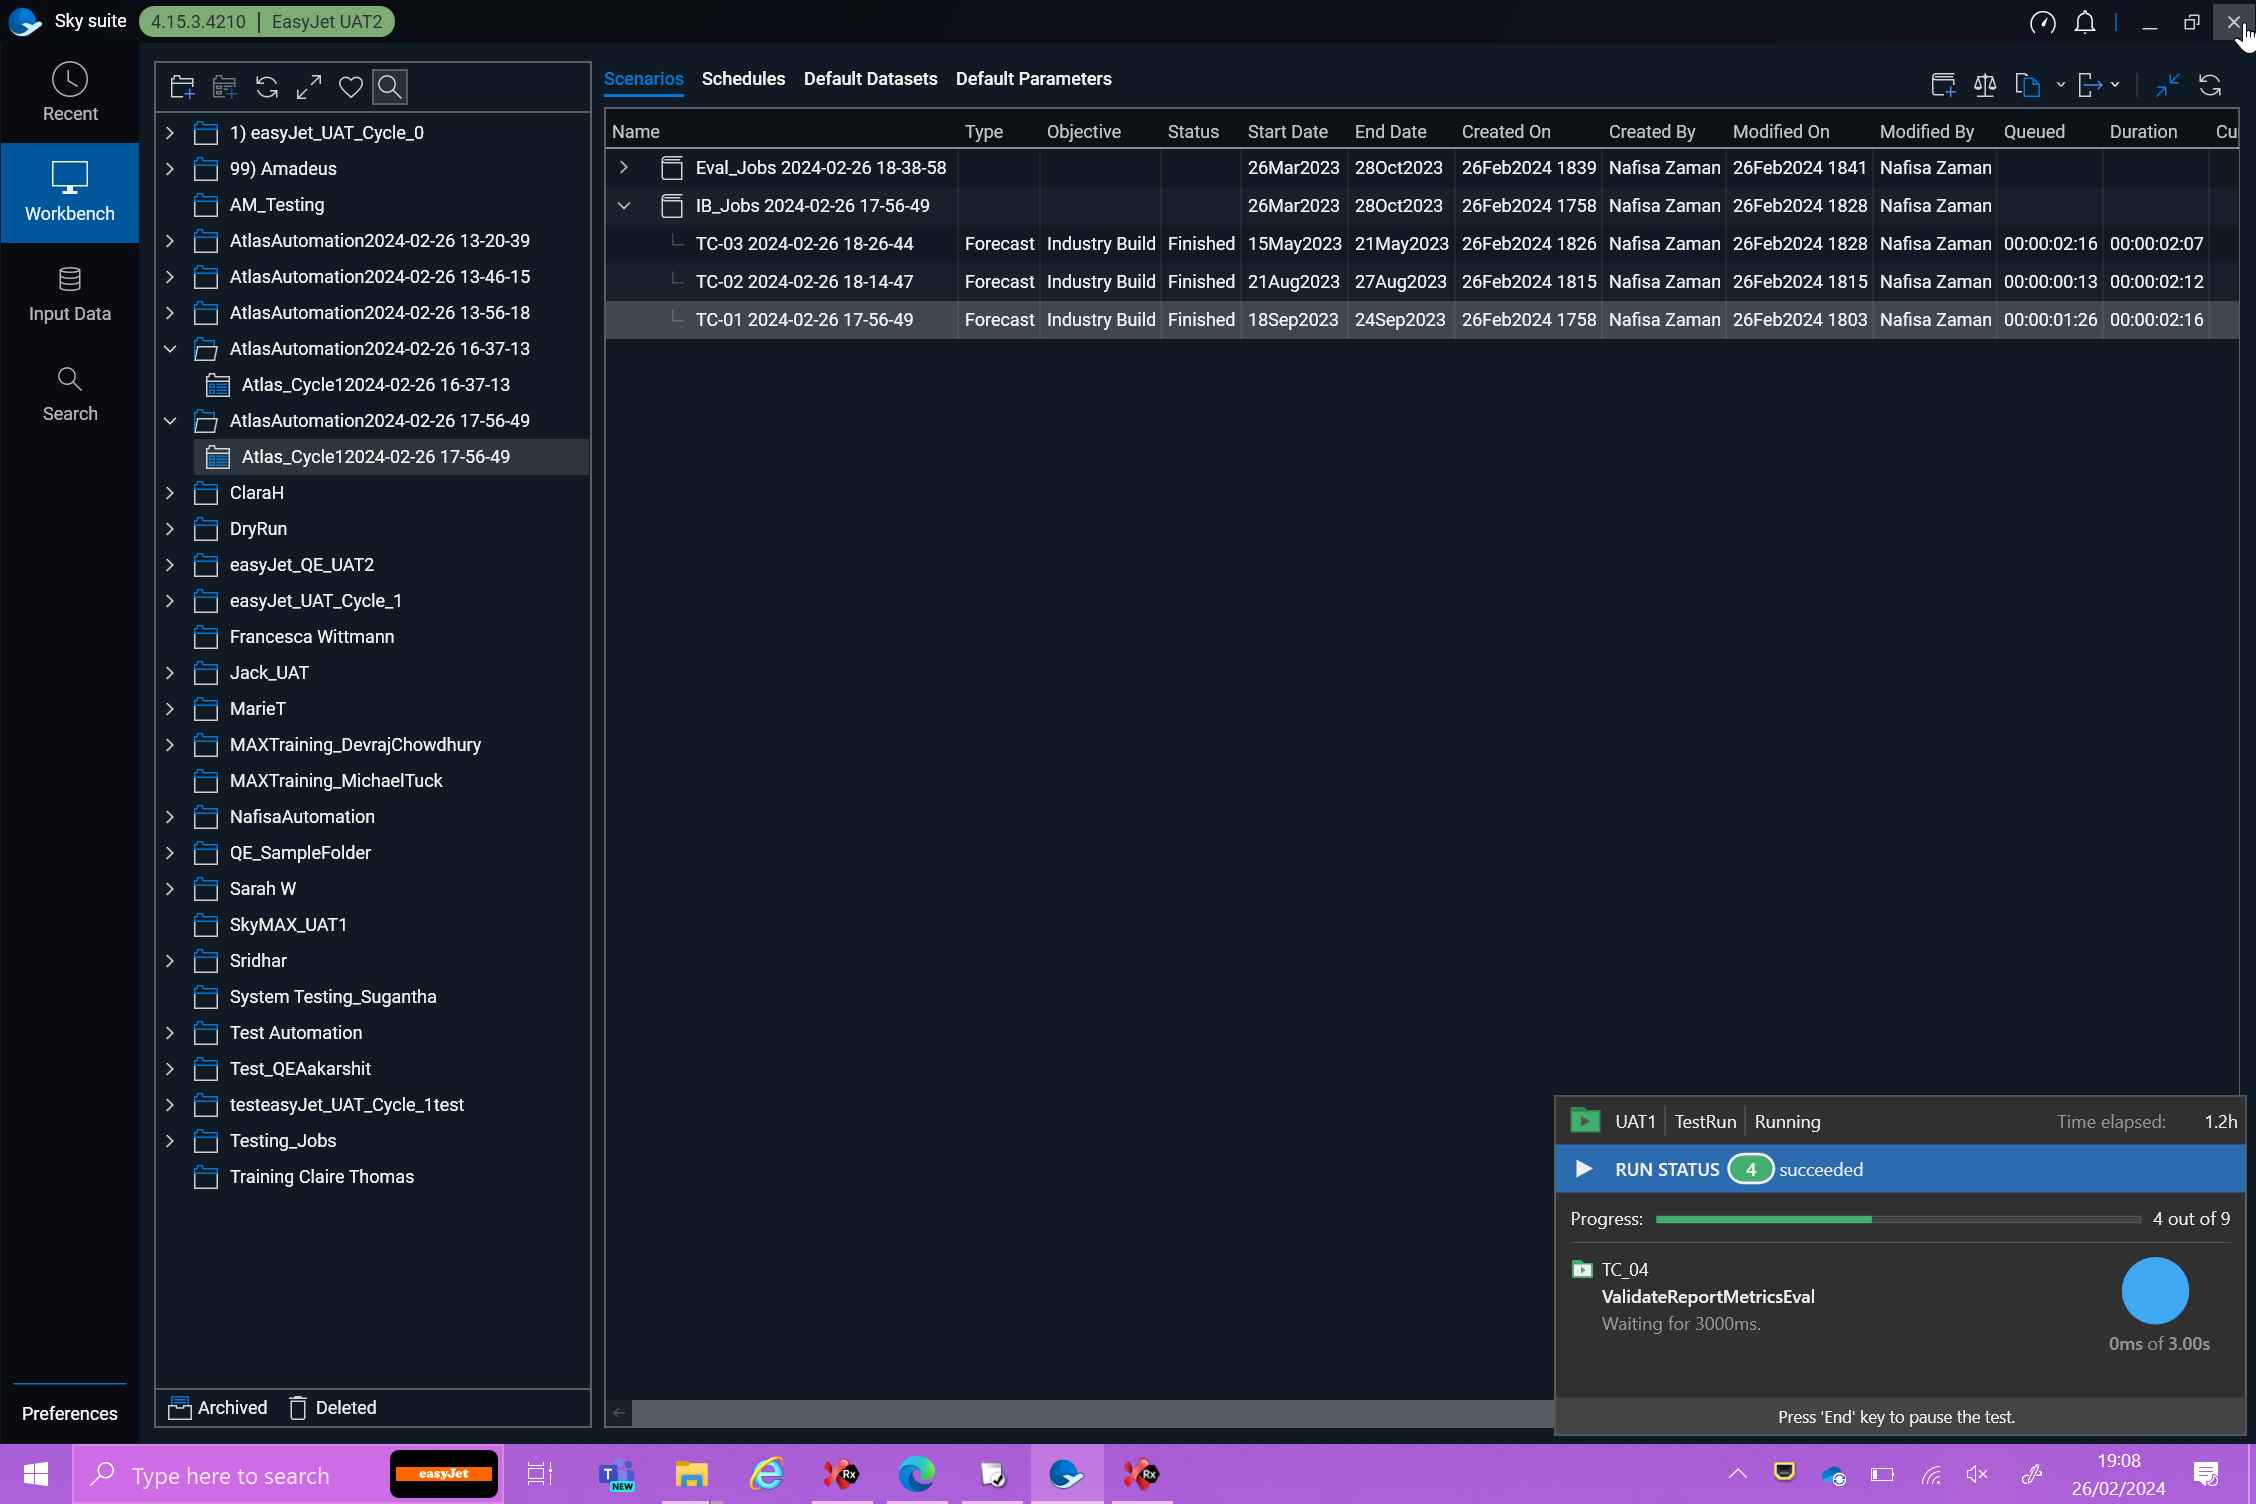 Sky suite 4.15.3.4210 | EasyJet UAT2
Recent
Workbench
Input Data
Search
Preferences
1) easyJet_UAT_Cycle_0
99) Amadeus
AM_Testing
AtlasAutomation2024-02-26 13-20-39
AtlasAutomation2024-02-26 13-46-15
AtlasAutomation2024-02-26 13-56-18
AtlasAutomation2024-02-26 16-37-13
Atlas_Cycle12024-02-26 16-37-13
AtlasAutomation2024-02-26 17-56-49
Atlas_Cycle12024-02-26 17-56-49
ClaraH
DryRun
easyJet_QE_UAT2
easyJet_UAT_Cycle_1
Francesca Wittmann
Jack_UAT
MarieT
MAXTraining_DevrajChowdhury
MAXTraining_MichaelTuck
NafisaAutomation
QE_SampleFolder
Sarah W
SkyMAX_UAT1
Sridhar
System Testing_Sugantha
Test Automation
Test_QEAakarshit
testeasyJet_UAT_Cycle_1test
Testing_Jobs
Training Claire Thomas
Archived Deleted
Scenarios Schedules Default Datasets Default Parameters
Name Type Objective Status Start Date End Date Created On Created By Modified On Modified By Queued Duration Cu
Eval_Jobs 2024-02-26 18-38-58 26Mar2023 28Oct2023 26Feb2024 1839 Nafisa Zaman 26Feb2024 1841 Nafisa Zaman
IB_Jobs 2024-02-26 17-56-49 26Mar2023 28Oct2023 26Feb2024 1758 Nafisa Zaman 26Feb2024 1828 Nafisa Zaman
TC-03 2024-02-26 18-26-44 Forecast Industry Build Finished 15May2023 21May2023 26Feb2024 1826 Nafisa Zaman 26Feb2024 1828 Nafisa Zaman 00:00:02:16 00:00:02:07
TC-02 2024-02-26 18-14-47 Forecast Industry Build Finished 21Aug2023 27Aug2023 26Feb2024 1815 Nafisa Zaman 26Feb2024 1815 Nafisa Zaman 00:00:00:13 00:00:02:12
TC-01 2024-02-26 17-56-49 Forecast Industry Build Finished 18Sep2023 24Sep2023 26Feb2024 1758 Nafisa Zaman 26Feb2024 1803 Nafisa Zaman 00:00:01:26 00:00:02:16
UAT1 | TestRun | Running Time elapsed: 1.2h
RUN STATUS 4 succeeded
Progress: 4 out of 9
TC_04
ValidateReportMetricsEval
Waiting for 3000ms.
0ms of 3.00s
Press 'End' key to pause the test.
Type here to search
easyJet
T
NEW
Rx
Rx
19:08
26/02/2024